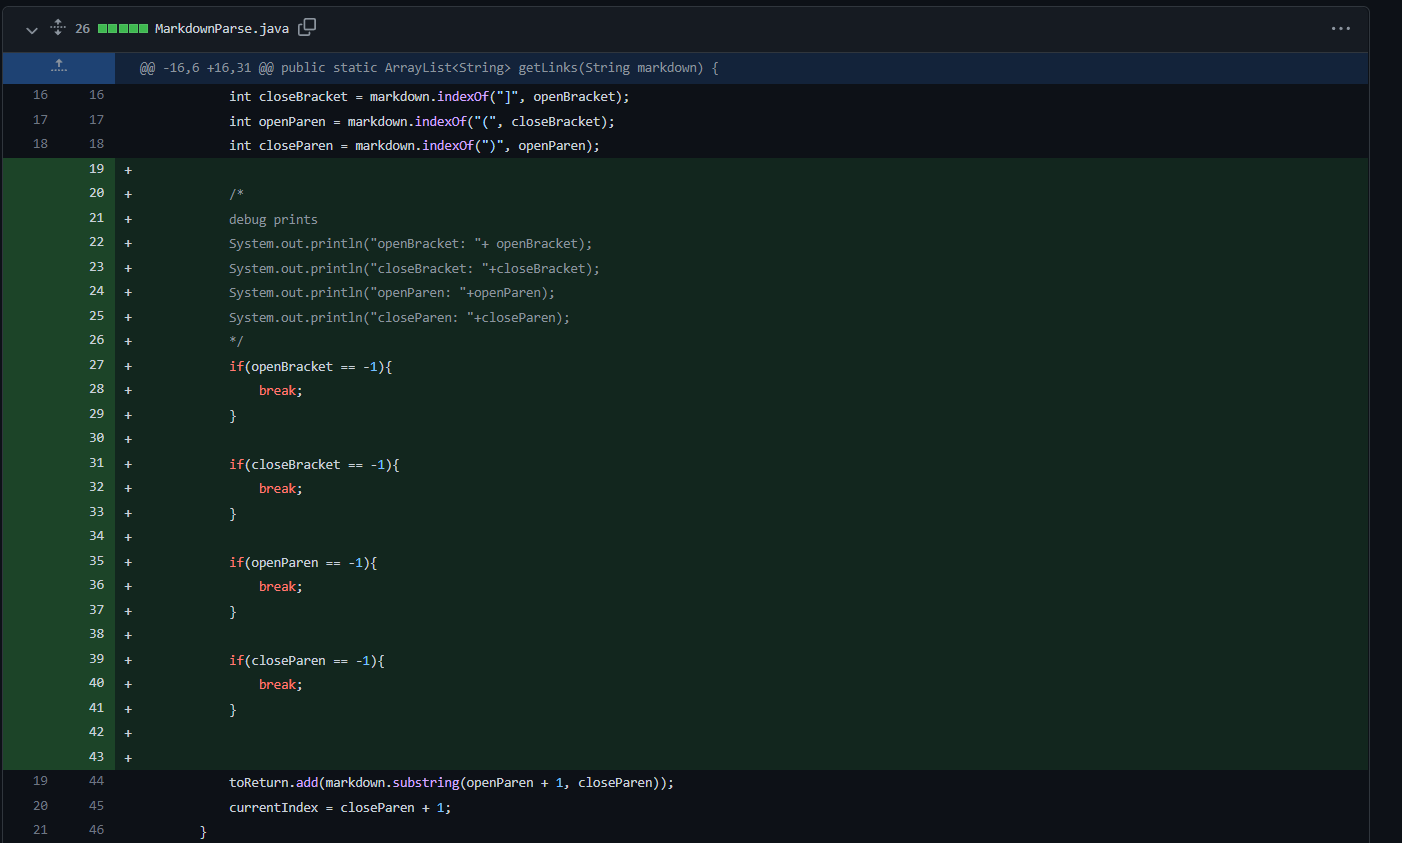 26 MarkdownParse.java
@@ -16,6 +16,31 @@ public static ArrayList<String> getLinks(String markdown) {
16 16 int closeBracket = markdown.indexOf("]", openBracket);
17 17 int openParen = markdown.indexOf("(", closeBracket);
18 18 int closeParen = markdown.indexOf(")", openParen);
19 +
20 + /*
21 + debug prints
22 + System.out.println("openBracket: "+ openBracket);
23 + System.out.println("closeBracket: "+closeBracket);
24 + System.out.println("openParen: "+openParen);
25 + System.out.println("closeParen: "+closeParen);
26 + */
27 + if(openBracket == -1){
28 + break;
29 + }
30 +
31 + if(closeBracket == -1){
32 + break;
33 + }
34 +
35 + if(openParen == -1){
36 + break;
37 + }
38 +
39 + if(closeParen == -1){
40 + break;
41 + }
42 +
43 +
19 44 toReturn.add(markdown.substring(openParen + 1, closeParen));
20 45 currentIndex = closeParen + 1;
21 46 }